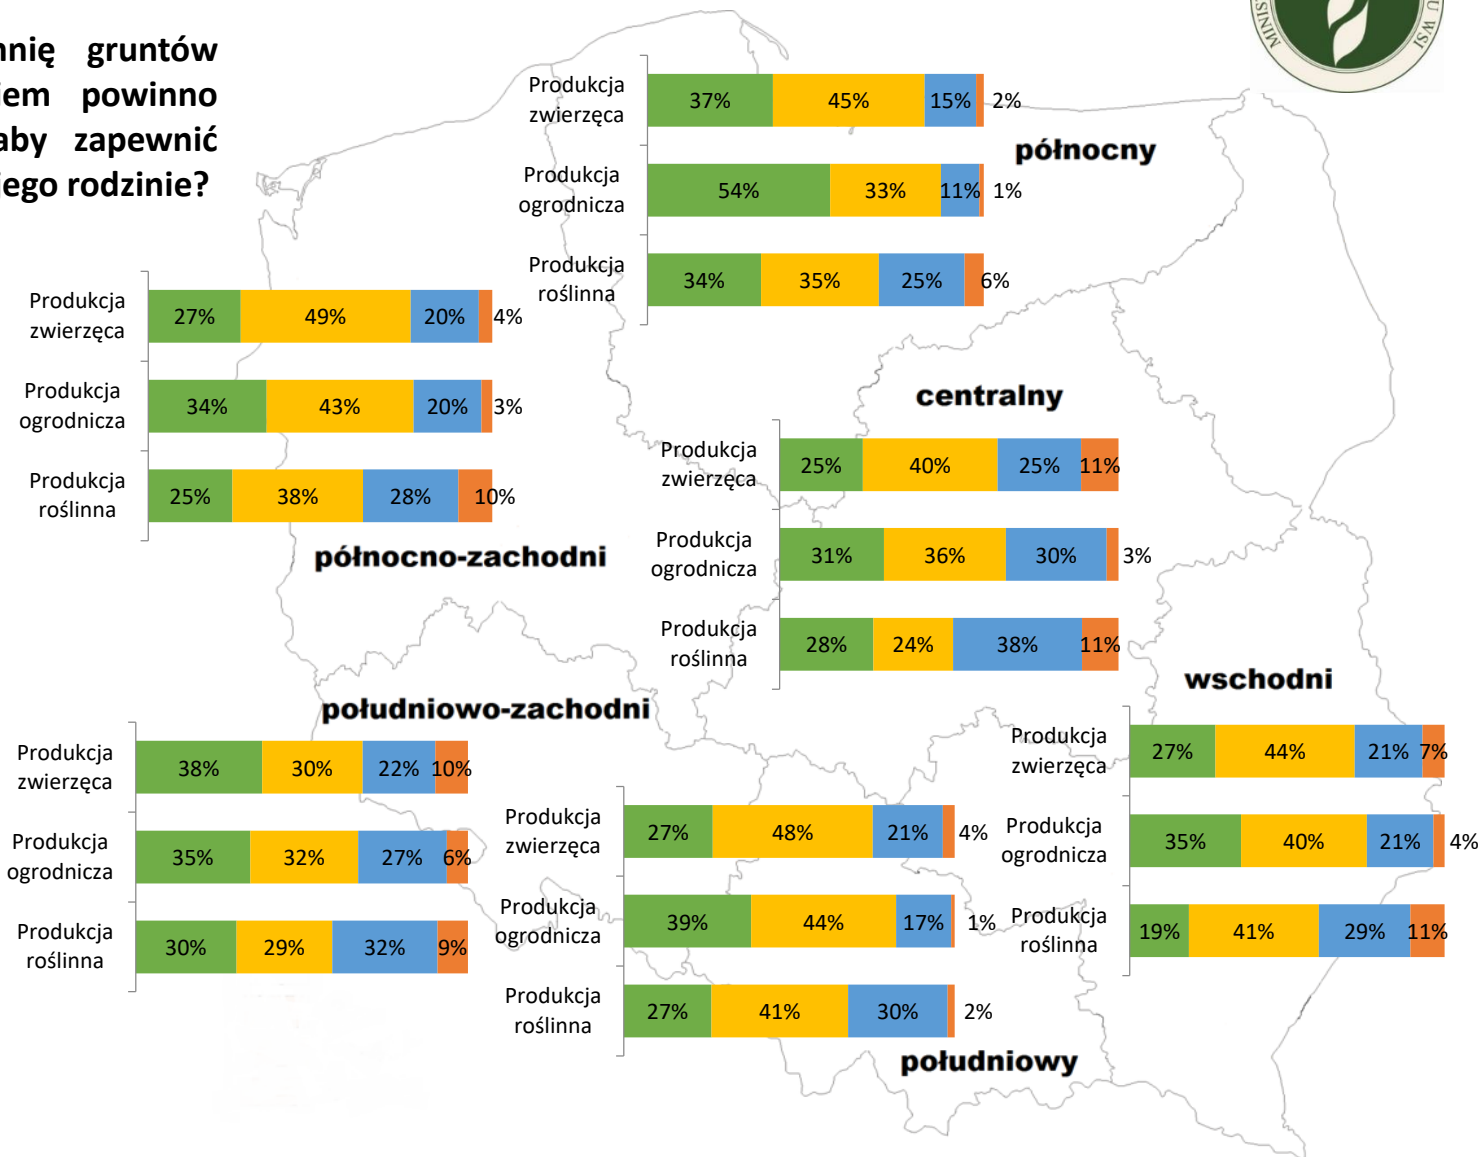 gruntów
powinno
aby zapewnić
rodzinie?
MINIST
U WSI
Produkcja
zwierzęca
37% 45% 15% 2%
północny
Produkcja
ogrodnicza
54% 33% 11% 1%
Produkcja
roślinna
34% 35% 25% 6%
Produkcja
zwierzęca
27% 49% 20% 4%
Produkcja
ogrodnicza
34% 43% 20% 3%
Produkcja
roślinna
25% 38% 28% 10%
północno-zachodni
centralny
Produkcja
zwierzęca
25% 40% 25% 11%
Produkcja
ogrodnicza
31% 36% 30% 3%
Produkcja
roślinna
28% 24% 38% 11%
południowo-zachodni
Produkcja
zwierzęca
38% 30% 22% 10%
Produkcja
ogrodnicza
35% 32% 27% 6%
Produkcja
roślinna
30% 29% 32% 9%
Produkcja
zwierzęca
27% 48% 21% 4%
Produkcja
ogrodnicza
39% 44% 17% 1%
Produkcja
roślinna
27% 41% 30% 2%
południowy
wschodni
Produkcja
zwierzęca
27% 44% 21% 7%
Produkcja
ogrodnicza
35% 40% 21% 4%
Produkcja
roślinna
19% 41% 29% 11%